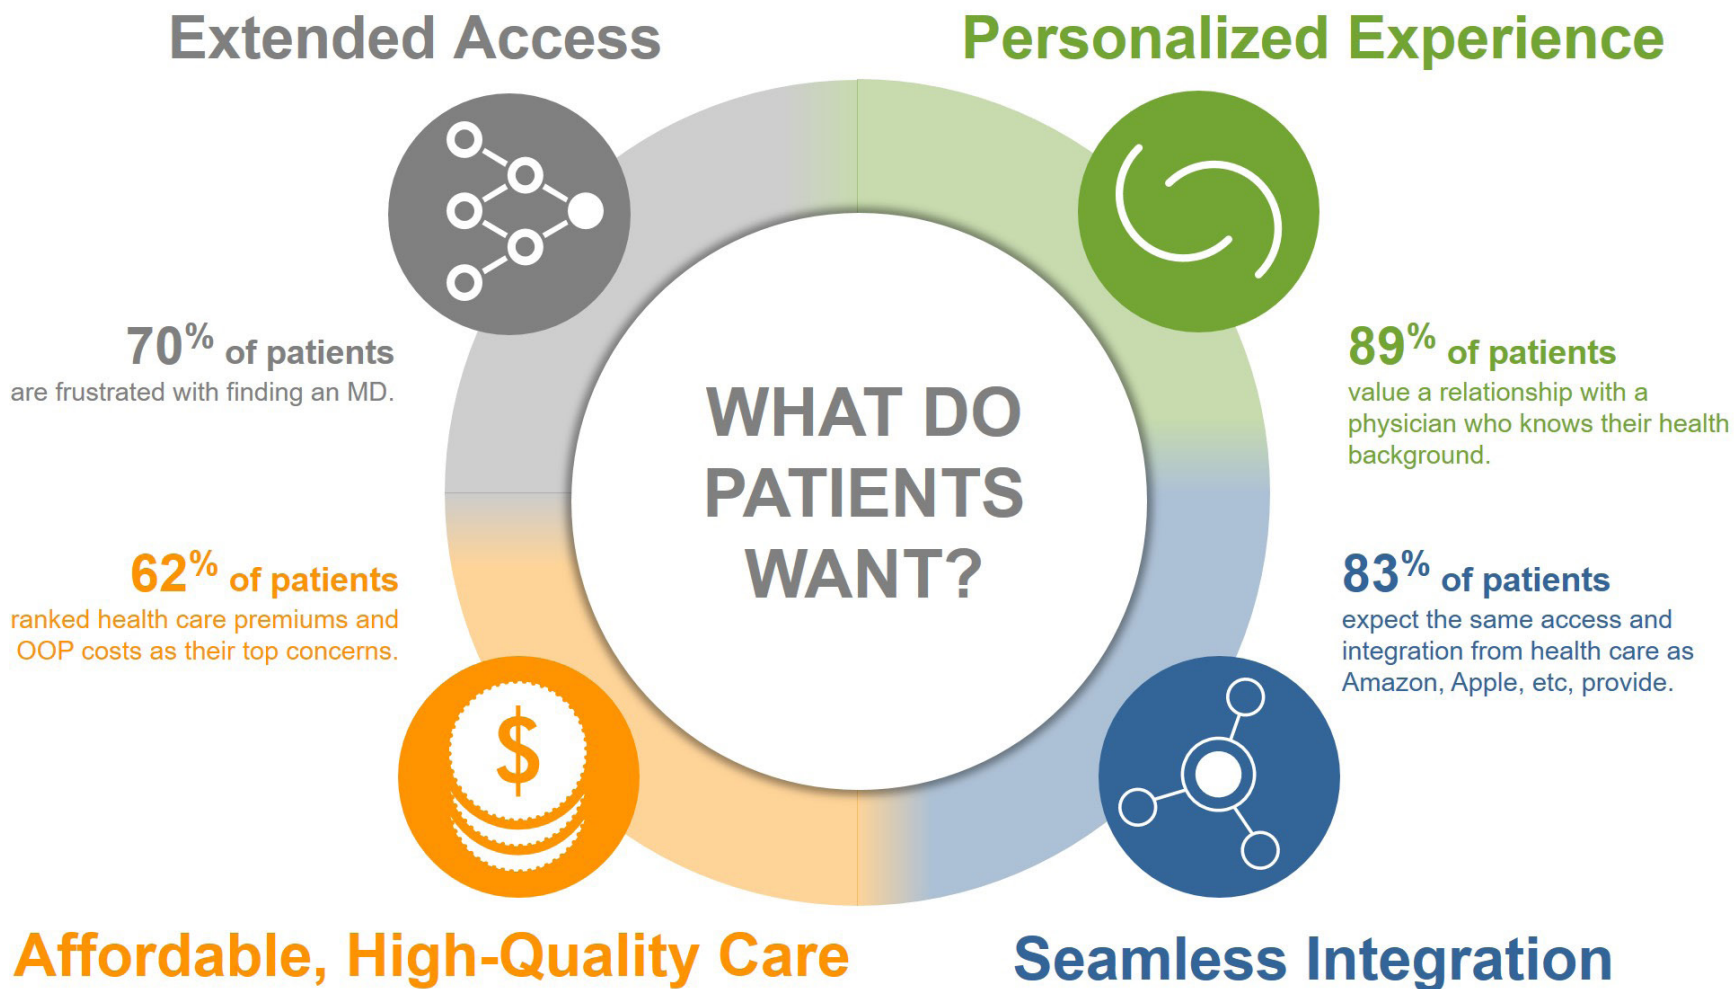 Extended Access
Personalized Experience
70% of patients
are frustrated with finding an MD.
89% of patients
value a relationship with a
physician who knows their health
background.
WHAT DO
PATIENTS
WANT?
62% of patients
ranked health care premiums and
OOP costs as their top concerns.
83% of patients
expect the same access and
integration from health care as
Amazon, Apple, etc, provide.
$
Affordable, High-Quality Care
Seamless Integration